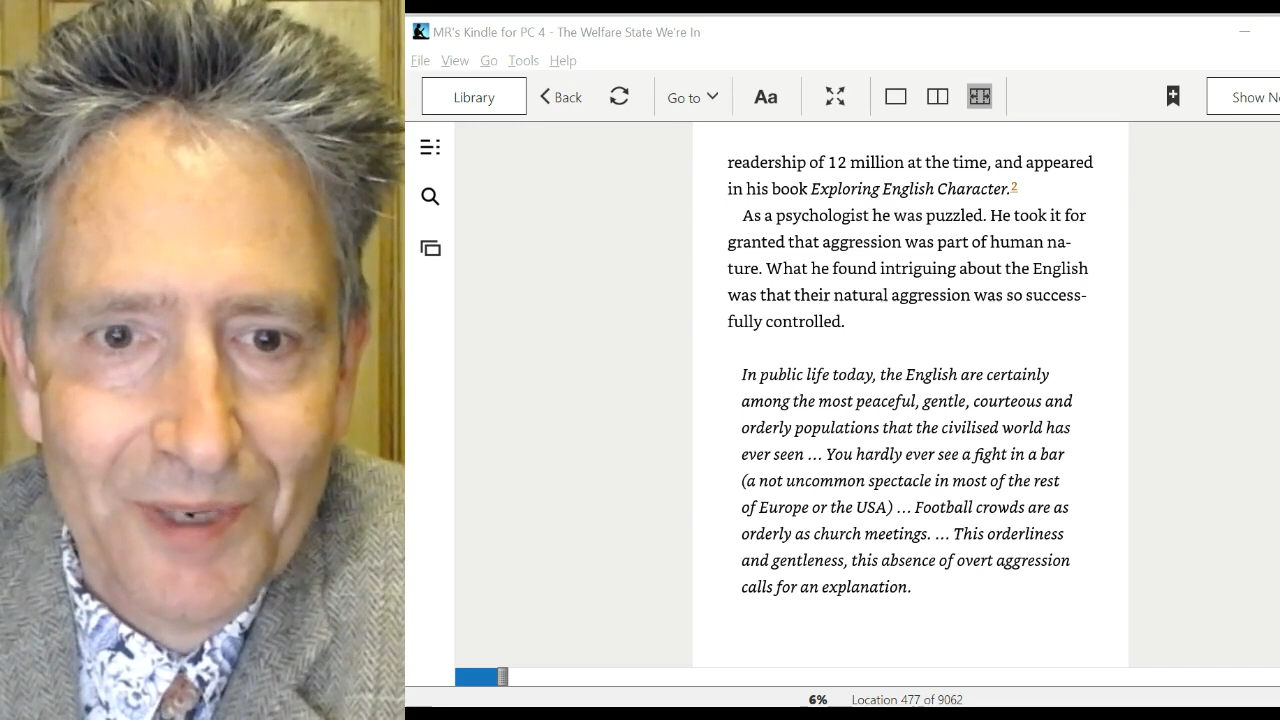 MR's Kindle for PC 4 - The Welfare State We're In
File View Go Tools Help
Library Back Go to Aa Show
readership of 12 million at the time, and appeared
in his book Exploring English Character.2
As a psychologist he was puzzled. He took it for
granted that aggression was part of human na-
ture. What he found intriguing about the English
was that their natural aggression was so success-
fully controlled.
In public life today, the English are certainly
among the most peaceful, gentle, courteous and
orderly populations that the civilised world has
ever seen … You hardly ever see a fight in a bar
(a not uncommon spectacle in most of the rest
of Europe or the USA) … Football crowds are as
orderly as church meetings. … This orderliness
and gentleness, this absence of overt aggression
calls for an explanation.
6% Location 477 of 9062